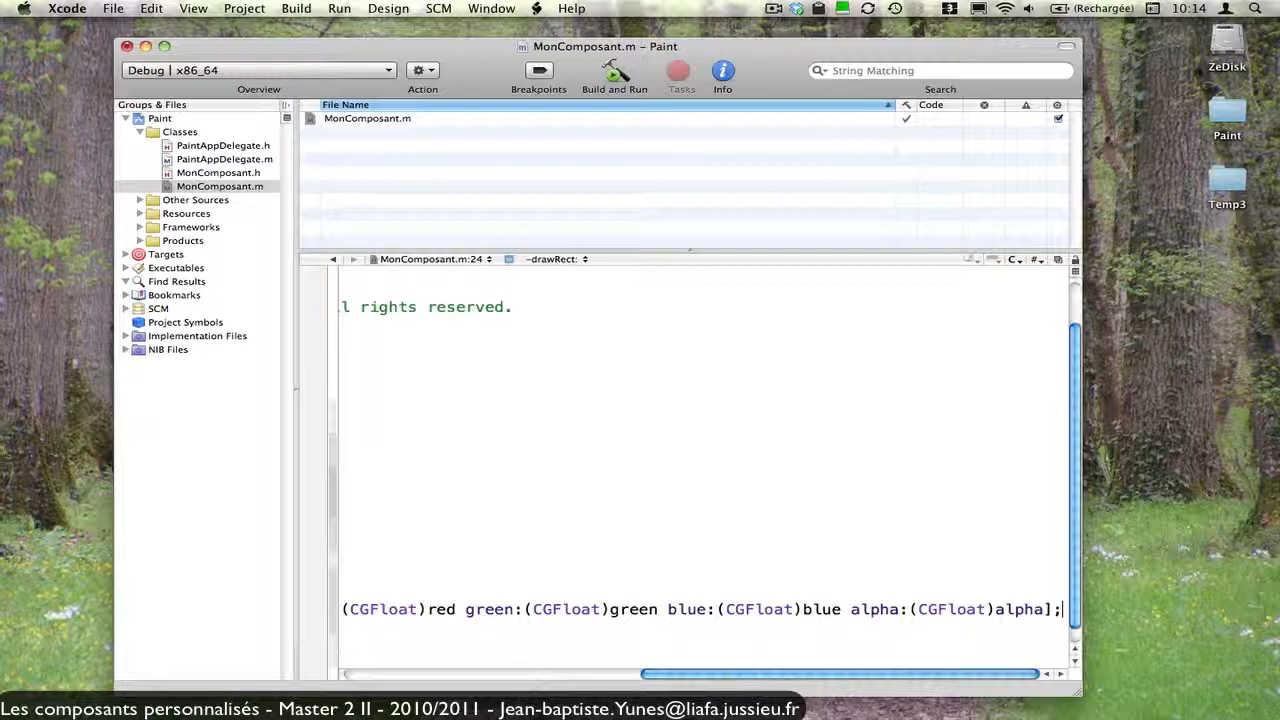 Xcode File Edit View Project Build Run Design SCM Window Help (Rechargée) 10:14
MonComposant.m – Paint
Debug | x86_64
String Matching
Overview Action Breakpoints Build and Run Tasks Info Search
Groups & Files
File Name Code
Paint
MonComposant.m
Classes
PaintAppDelegate.h
PaintAppDelegate.m
MonComposant.h
MonComposant.m
Other Sources
Resources
Frameworks
Products
Targets
Executables
Find Results
Bookmarks
SCM
Project Symbols
Implementation Files
NIB Files
MonComposant.m:24 -drawRect: C #
l rights reserved.
(CGFloat)red green:(CGFloat)green blue:(CGFloat)blue alpha:(CGFloat)alpha];
ZeDisk
Paint
Temp3
Les composants personnalisés - Master 2 II - 2010/2011 - Jean-baptiste.Yunes@liafa.jussieu.fr